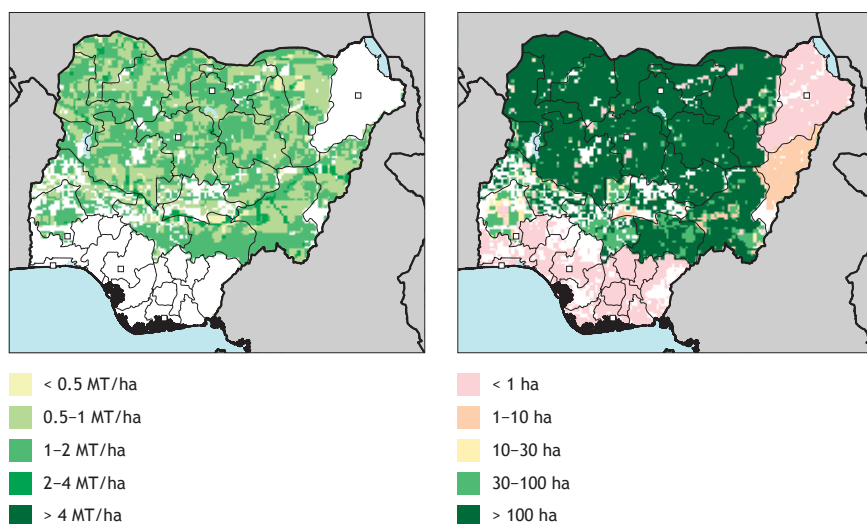 < 0.5 MT/ha
0.5–1 MT/ha
1–2 MT/ha
2–4 MT/ha
> 4 MT/ha
< 1 ha
1–10 ha
10–30 ha
30–100 ha
> 100 ha